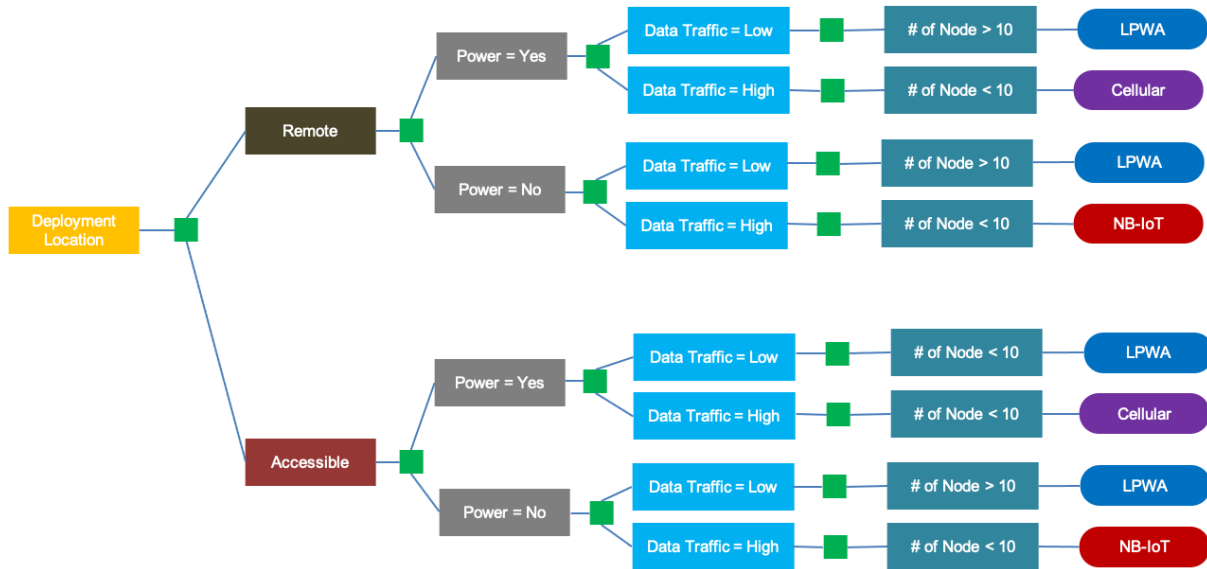 Data Traffic = Low
# of Node > 10
LPWA
Power = Yes
Data Traffic = High
# of Node < 10
Cellular
Remote
Data Traffic = Low
# of Node > 10
LPWA
Power = No
Data Traffic = High
# of Node < 10
NB-IoT
Deployment
Location
Data Traffic = Low
# of Node < 10
LPWA
Power = Yes
Data Traffic = High
# of Node < 10
Cellular
Accessible
Data Traffic = Low
# of Node > 10
LPWA
Power = No
Data Traffic = High
# of Node < 10
NB-IoT